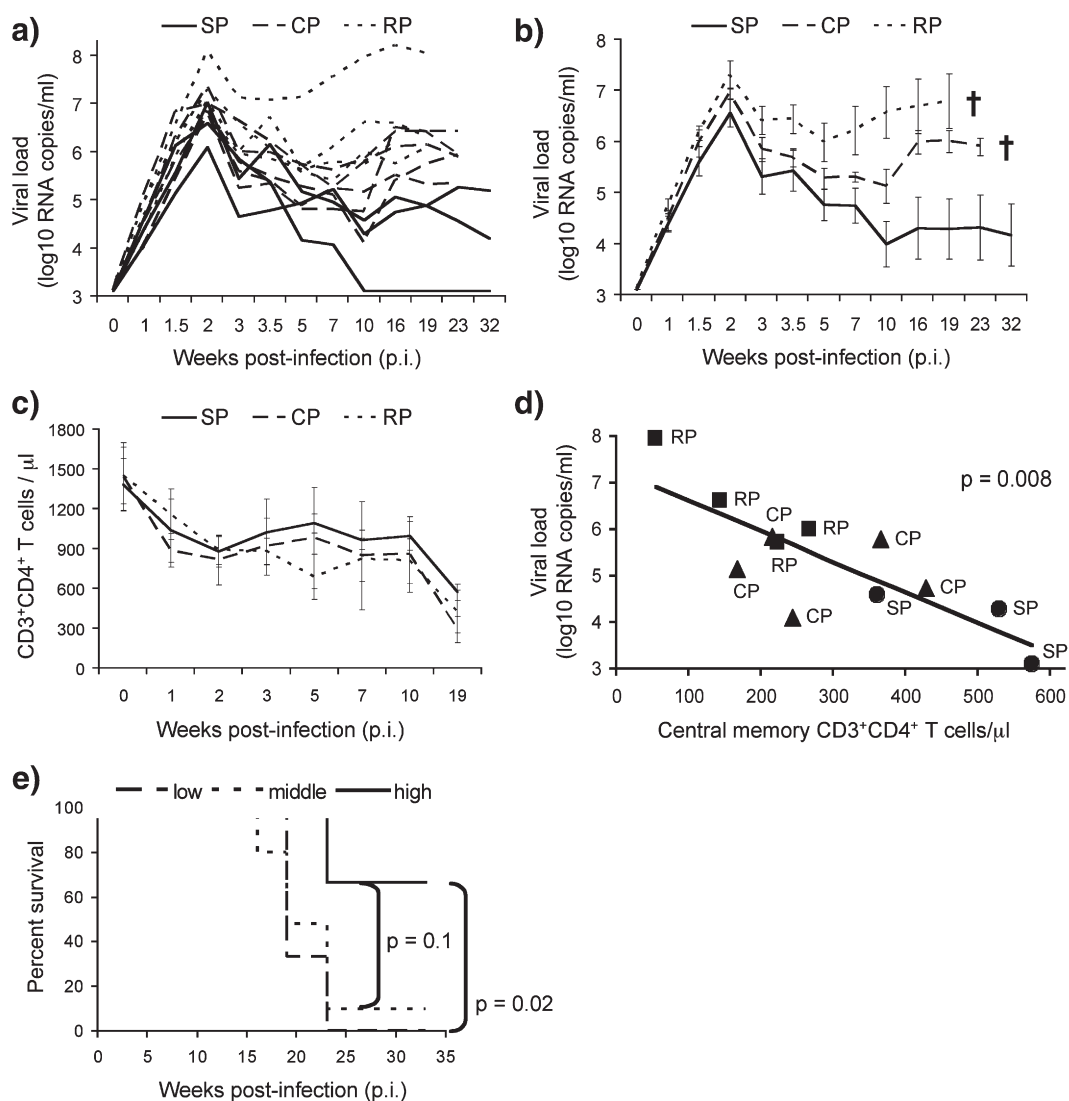 a)
SP CP RP
Viral load
(log10 RNA copies/ml)
8
7
6
5
4
3
0 1 1.5 2 3 3.5 5 7 10 16 19 23 32
Weeks post-infection (p.i.)
b)
SP CP RP
Viral load
(log10 RNA copies/ml)
8
7
6
5
4
3
† †
0 1 1.5 2 3 3.5 5 7 10 16 19 23 32
Weeks post-infection (p.i.)
c)
SP CP RP
CD3⁺CD4⁺ T cells / µl
1800
1500
1200
900
600
300
0
0 1 2 3 5 7 10 19
Weeks post-infection (p.i.)
d)
Viral load
(log10 RNA copies/ml)
8
7
6
5
4
3
RP
p = 0.008
RP
CP
RP
CP
RP
CP
CP
SP
SP
CP
SP
0 100 200 300 400 500 600
Central memory CD3⁺CD4⁺ T cells/µl
e)
low middle high
Percent survival
100
80
60
40
20
0
p = 0.1
p = 0.02
0 5 10 15 20 25 30 35
Weeks post-infection (p.i.)